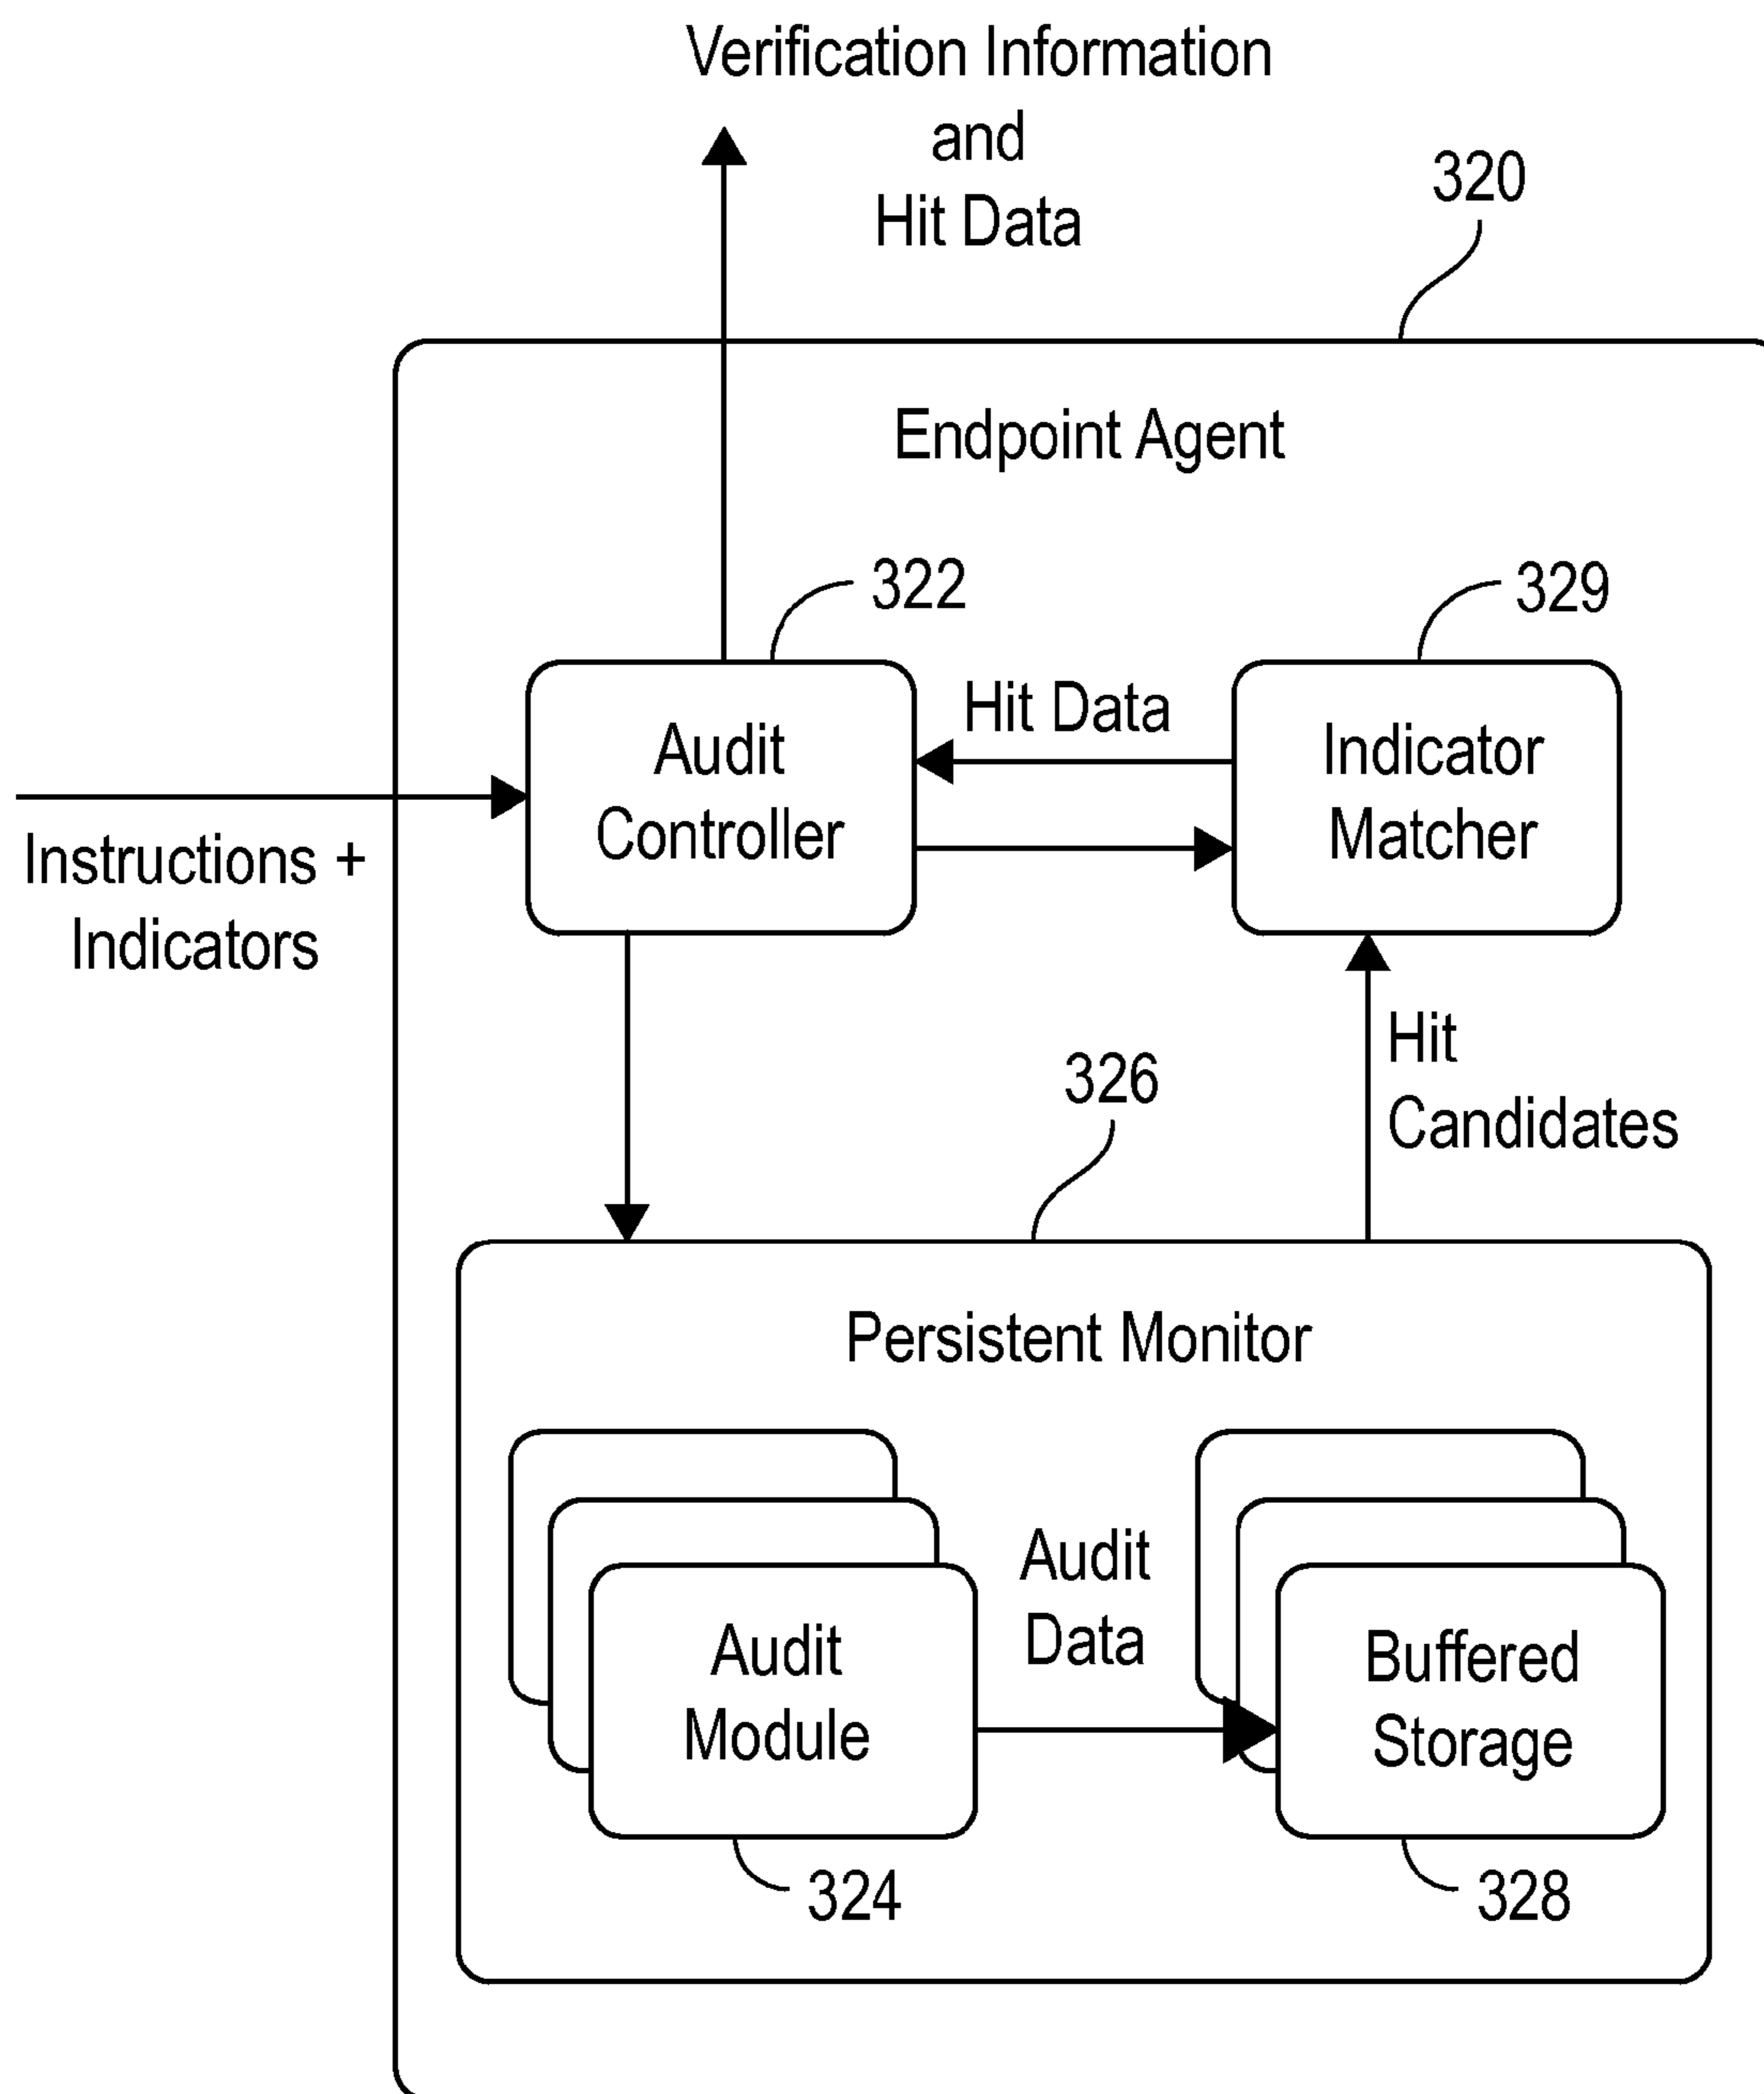 Verification Information
and
Hit Data
320
Endpoint Agent
322
329
Audit
Controller
Hit Data
Indicator
Matcher
Instructions +
Indicators
Hit
Candidates
326
Persistent Monitor
Audit
Module
Audit
Data
Buffered
Storage
324
328